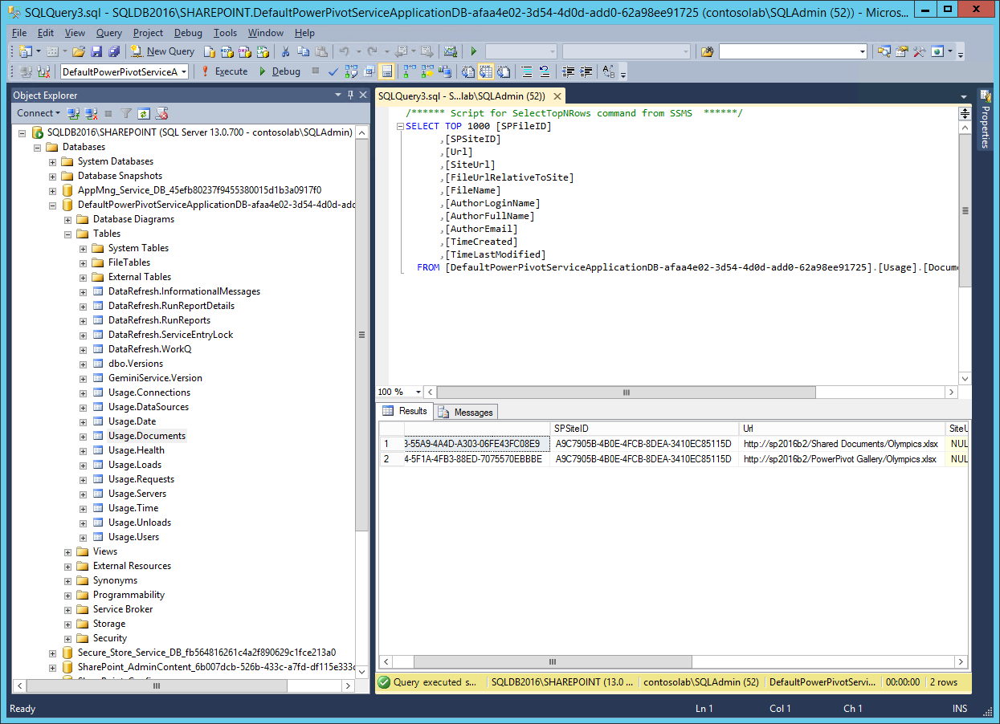 SQLQuery3.sql - SQLDB2016\SHAREPOINT.DefaultPowerPivotServiceApplicationDB-afaa4e02-3d54-4d0d-add0-62a98ee91725 (contosolab\SQLAdmin (52)) - Micros...
File Edit View Query Project Debug Tools Window Help
New Query
DefaultPowerPivotServiceA Execute Debug
Object Explorer
Connect
SQLDB2016\SHAREPOINT (SQL Server 13.0.700 - contosolab\SQLAdmin)
Databases
System Databases
Database Snapshots
AppMng_Service_DB_45efb80237f9455380015d1b3a0917f0
DefaultPowerPivotServiceApplicationDB-afaa4e02-3d54-4d0d-add
Database Diagrams
Tables
System Tables
FileTables
External Tables
DataRefresh.InformationalMessages
DataRefresh.RunReportDetails
DataRefresh.RunReports
DataRefresh.ServiceEntryLock
DataRefresh.WorkQ
dbo.Versions
GeminiService.Version
Usage.Connections
Usage.DataSources
Usage.Date
Usage.Documents
Usage.Health
Usage.Loads
Usage.Requests
Usage.Servers
Usage.Time
Usage.Unloads
Usage.Users
Views
External Resources
Synonyms
Programmability
Service Broker
Storage
Security
Secure_Store_Service_DB_fb564816261c4a2f890629c1fce213a0
SharePoint_AdminContent_6b007dcb-526b-433c-a7fd-df115e333c
SQLQuery3.sql - S...lab\SQLAdmin (52))
/****** Script for SelectTopNRows command from SSMS  ******/
SELECT TOP 1000 [SPFileID]
,[SPSiteID]
,[Url]
,[SiteUrl]
,[FileUrlRelativeToSite]
,[FileName]
,[AuthorLoginName]
,[AuthorFullName]
,[AuthorEmail]
,[TimeCreated]
,[TimeLastModified]
FROM [DefaultPowerPivotServiceApplicationDB-afaa4e02-3d54-4d0d-add0-62a98ee91725].[Usage].[Docume
100 %
Results Messages
SPSiteID Url SiteU
1 3-55A9-4A4D-A303-06FE43FC08E9 A9C7905B-4B0E-4FCB-8DEA-3410EC85115D http://sp2016b2/Shared Documents/Olympics.xlsx NUL
2 4-5F1A-4FB3-88ED-7075570EBBBE A9C7905B-4B0E-4FCB-8DEA-3410EC85115D http://sp2016b2/PowerPivot Gallery/Olympics.xlsx NUL
Query executed s... SQLDB2016\SHAREPOINT (13.0 ... contosolab\SQLAdmin (52) DefaultPowerPivotServi... 00:00:00 2 rows
Properties
Ready Ln 1 Col 1 Ch 1 INS